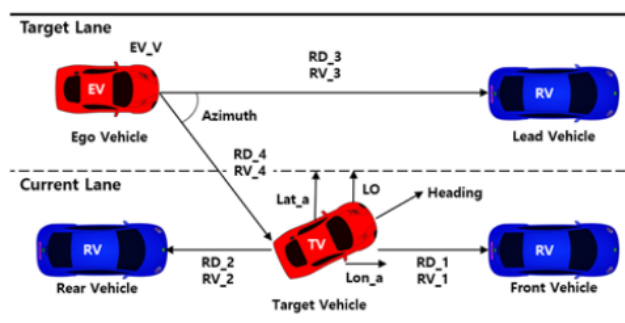 Target Lane
EV_V
RD_3
RV_3
EV
RV
Azimuth
Ego Vehicle
Lead Vehicle
RD_4
RV_4
Current Lane
Lat_a
LO
Heading
RV
TV
RV
RD_2
RV_2
RD_1
RV_1
Lon_a
Rear Vehicle
Front Vehicle
Target Vehicle